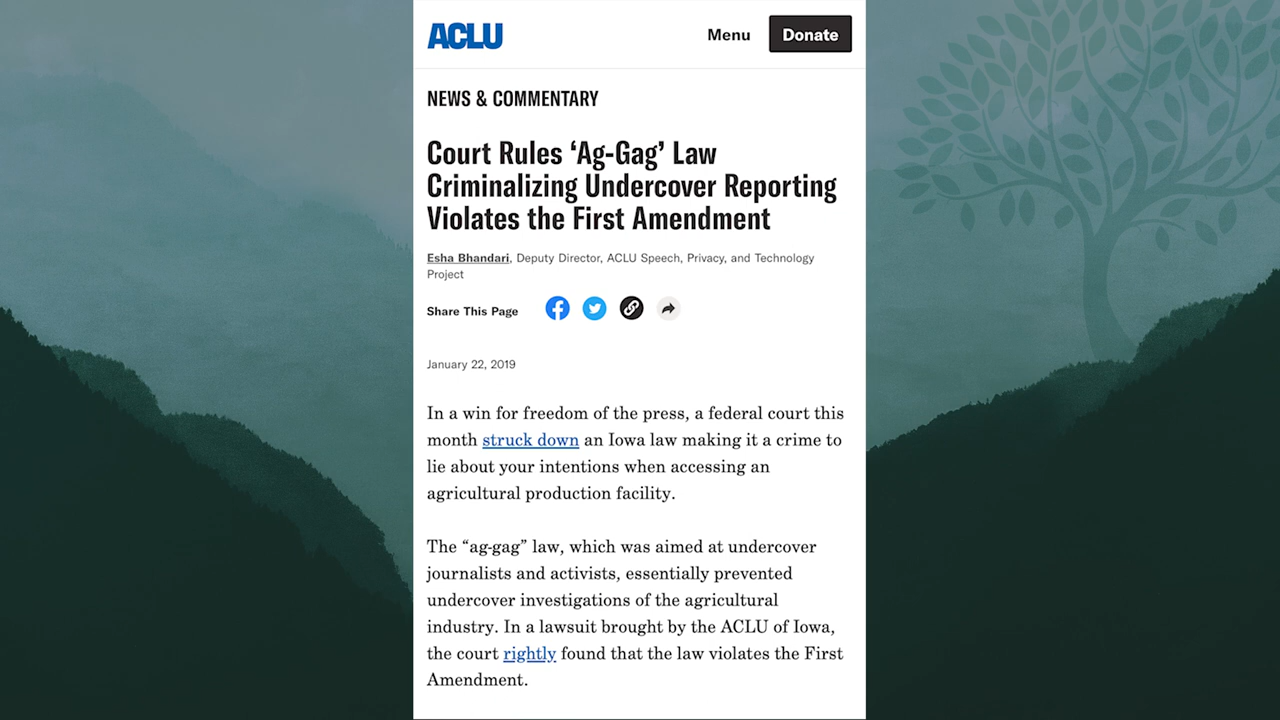 ACLU
Menu
Donate
NEWS & COMMENTARY
Court Rules ‘Ag-Gag’ Law
Criminalizing Undercover Reporting
Violates the First Amendment
Esha Bhandari, Deputy Director, ACLU Speech, Privacy, and Technology
Project
Share This Page
January 22, 2019
In a win for freedom of the press, a federal court this
month struck down an Iowa law making it a crime to
lie about your intentions when accessing an
agricultural production facility.
The “ag-gag” law, which was aimed at undercover
journalists and activists, essentially prevented
undercover investigations of the agricultural
industry. In a lawsuit brought by the ACLU of Iowa,
the court rightly found that the law violates the First
Amendment.